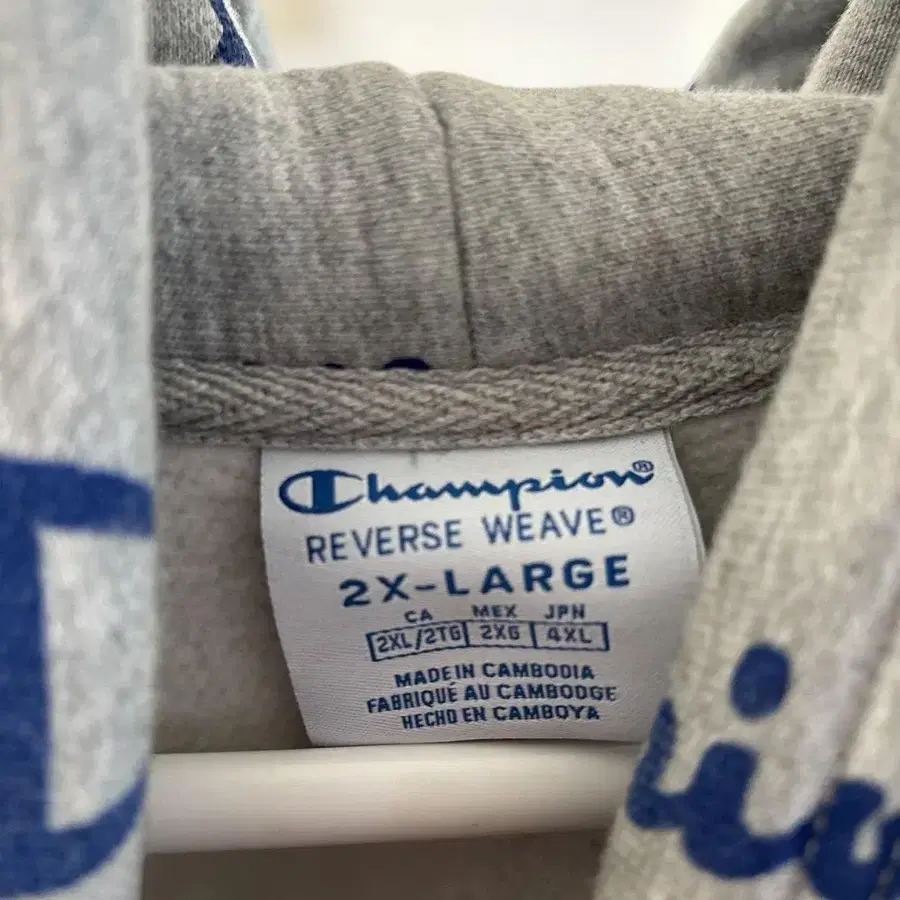 Champion®
REVERSE WEAVE®
2X-LARGE
CA MEX JPN
2XL/2TG 2XG 4XL
MADE IN CAMBODIA
FABRIQUÉ AU CAMBODGE
HECHO EN CAMBOYA